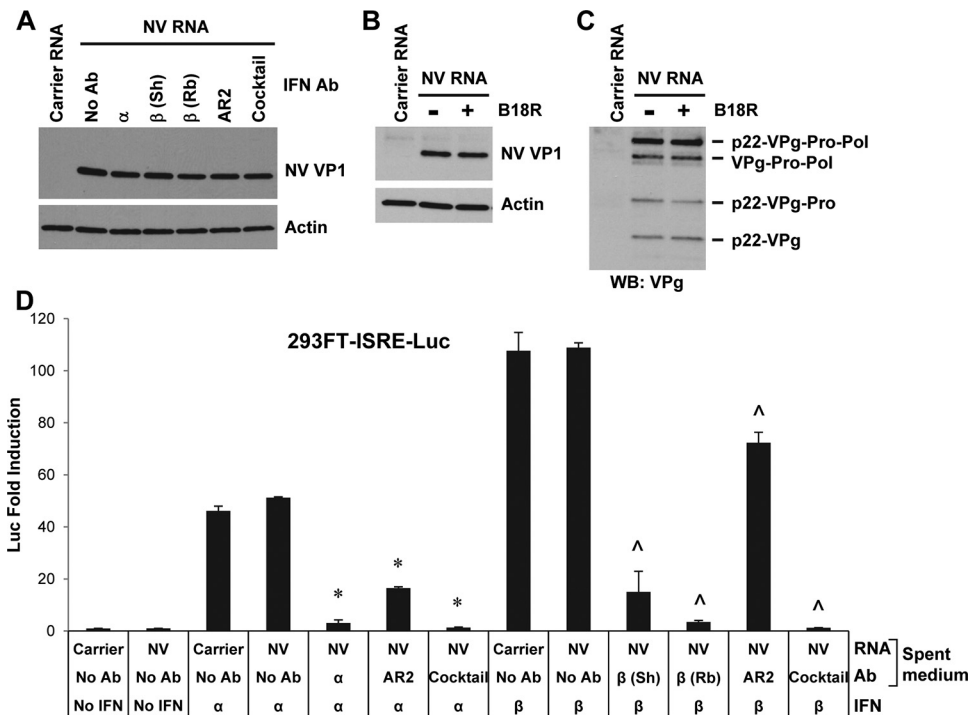 A
NV RNA
Carrier RNA
No Ab
α
β (Sh)
β (Rb)
AR2
Cocktail
IFN Ab
NV VP1
Actin
B
Carrier RNA
NV RNA
- + B18R
NV VP1
Actin
C
Carrier RNA
NV RNA
- + B18R
p22-VPg-Pro-Pol
VPg-Pro-Pol
p22-VPg-Pro
p22-VPg
WB: VPg
D
293FT-ISRE-Luc
Luc Fold Induction
120
100
80
60
40
20
0
* * * ^ ^ ^ ^
Carrier NV Carrier NV NV NV NV Carrier NV NV NV NV NV RNA
No Ab No Ab No Ab No Ab α AR2 Cocktail No Ab No Ab β (Sh) β (Rb) AR2 Cocktail Ab
Spent medium
No IFN No IFN α α α α α β β β β β β IFN